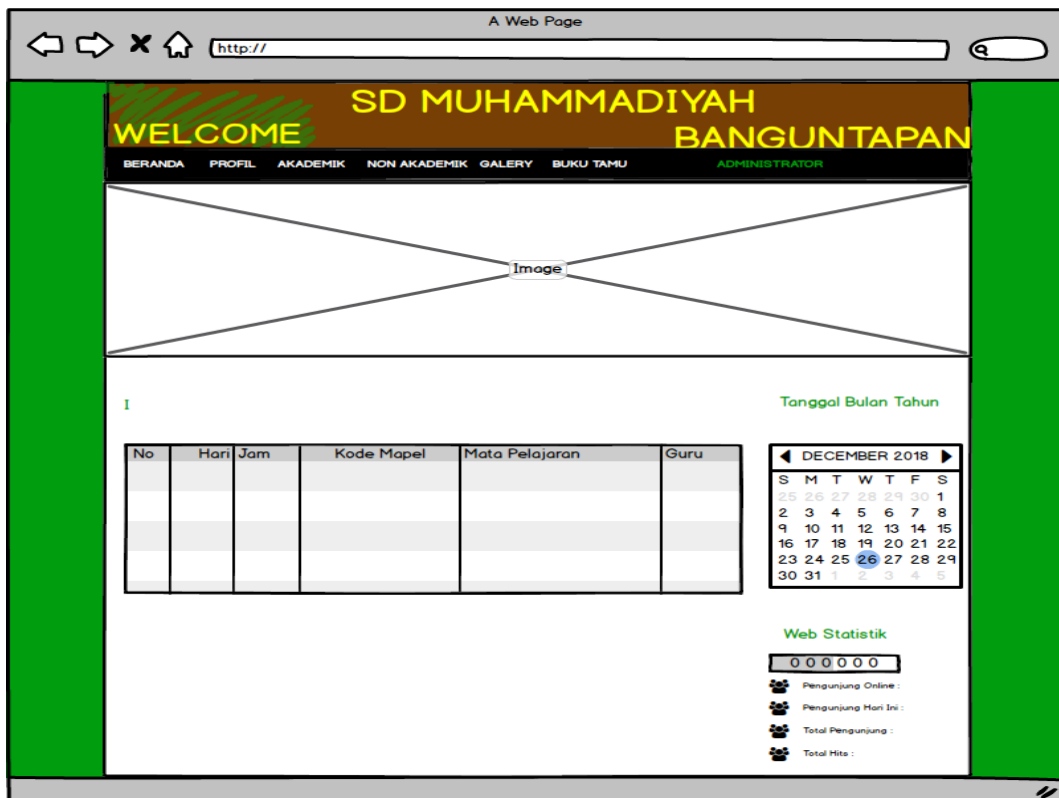 A Web Page
http://
SD MUHAMMADIYAH
WELCOME
BANGUNTAPAN
BERANDA PROFIL AKADEMIK NON AKADEMIK GALERY BUKU TAMU ADMINISTRATOR
Image
I
Tanggal Bulan Tahun
No Hari Jam Kode Mapel Mata Pelajaran Guru
DECEMBER 2018
S M T W T F S
25 26 27 28 29 30 1
2 3 4 5 6 7 8
9 10 11 12 13 14 15
16 17 18 19 20 21 22
23 24 25 26 27 28 29
30 31 1 2 3 4 5
Web Statistik
000000
Pengunjung Online :
Pengunjung Hari Ini :
Total Pengunjung :
Total Hits :